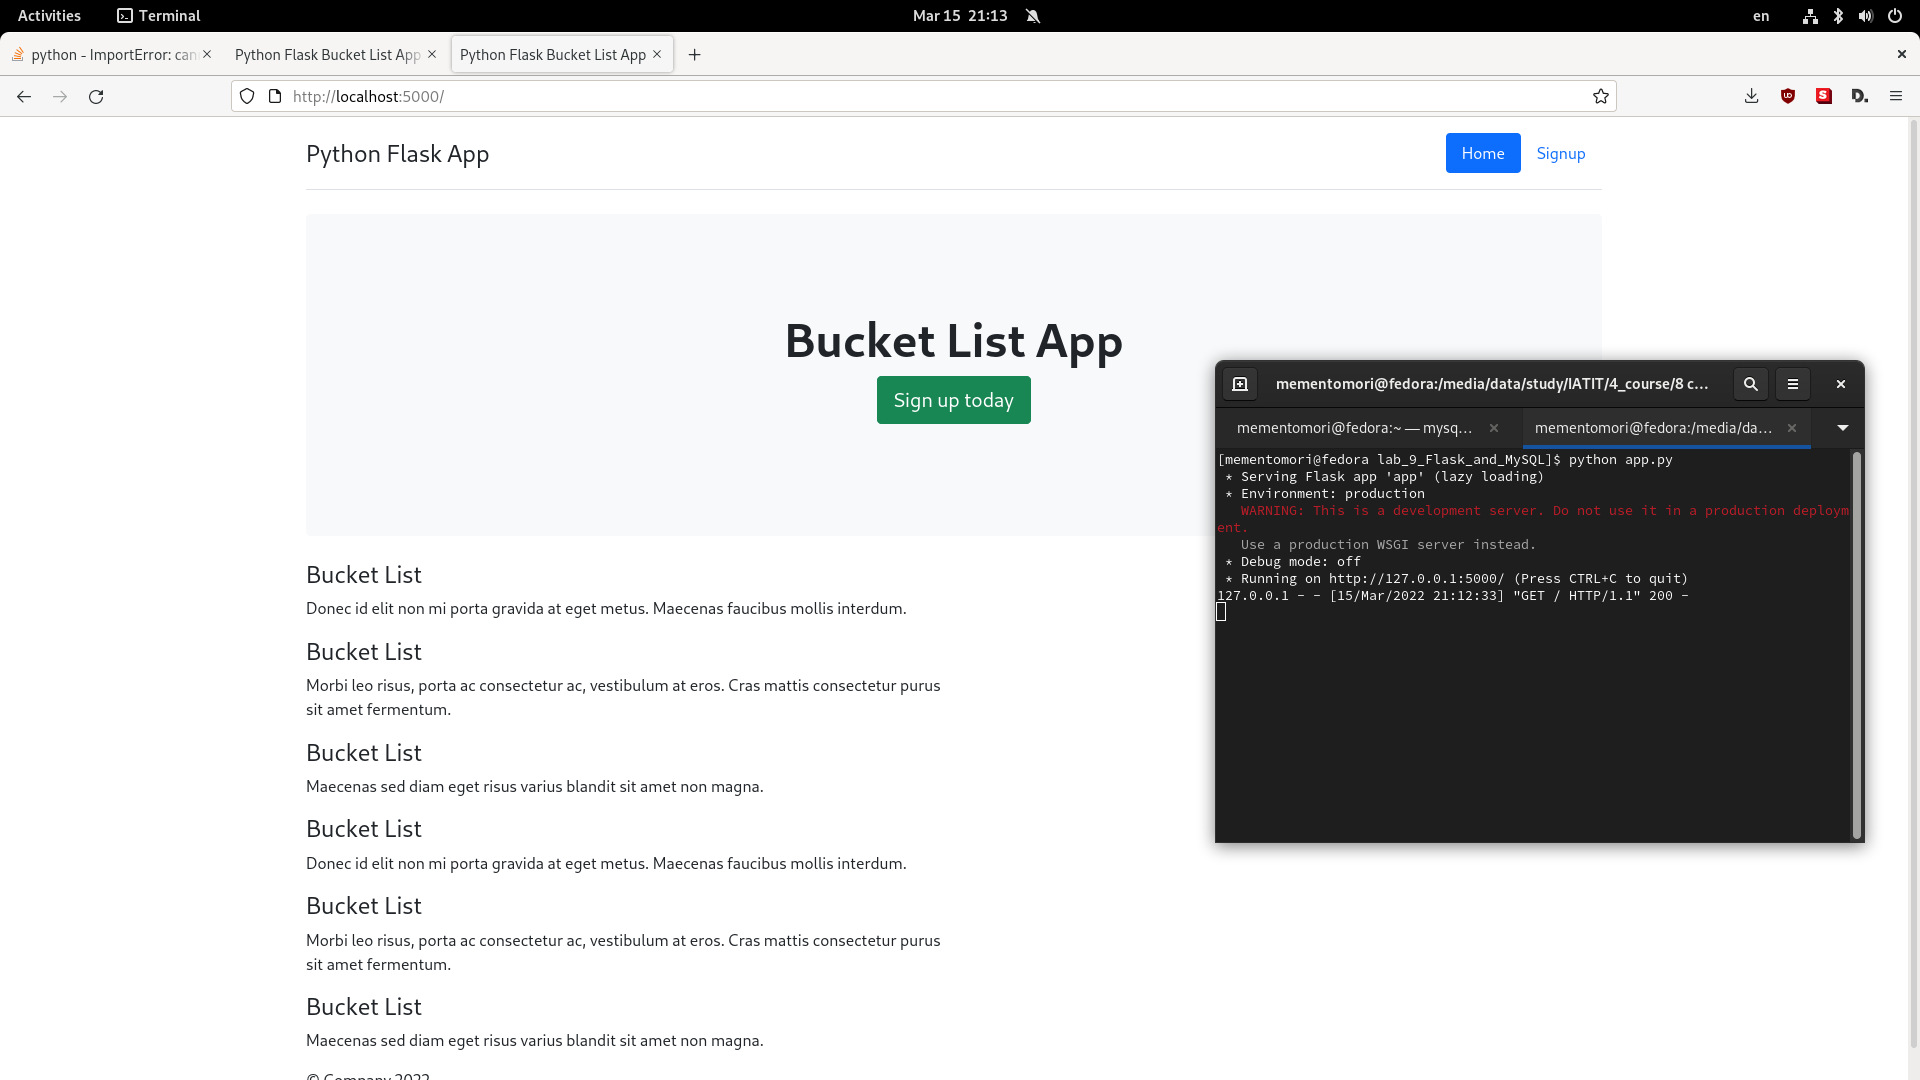 Activities Terminal Mar 15 21:13 en
python - ImportError: can Python Flask Bucket List App Python Flask Bucket List App
http://localhost:5000/
Python Flask App Home Signup
Bucket List App
Sign up today
Bucket List
Donec id elit non mi porta gravida at eget metus. Maecenas faucibus mollis interdum.
Bucket List
Morbi leo risus, porta ac consectetur ac, vestibulum at eros. Cras mattis consectetur purus
sit amet fermentum.
Bucket List
Maecenas sed diam eget risus varius blandit sit amet non magna.
Bucket List
Donec id elit non mi porta gravida at eget metus. Maecenas faucibus mollis interdum.
Bucket List
Morbi leo risus, porta ac consectetur ac, vestibulum at eros. Cras mattis consectetur purus
sit amet fermentum.
Bucket List
Maecenas sed diam eget risus varius blandit sit amet non magna.
© Company 2022
mementomori@fedora:/media/data/study/IATIT/4_course/8 c...
mementomori@fedora:~ — mysq... mementomori@fedora:/media/da...
[mementomori@fedora lab_9_Flask_and_MySQL]$ python app.py
* Serving Flask app 'app' (lazy loading)
* Environment: production
WARNING: This is a development server. Do not use it in a production deploym
ent.
Use a production WSGI server instead.
* Debug mode: off
* Running on http://127.0.0.1:5000/ (Press CTRL+C to quit)
127.0.0.1 - - [15/Mar/2022 21:12:33] "GET / HTTP/1.1" 200 -